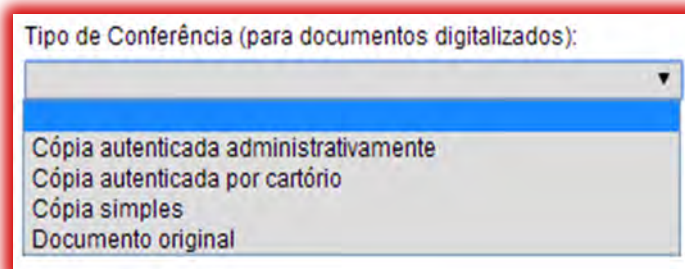 Tipo de Conferência (para documentos digitalizados):
Cópia autenticada administrativamente
Cópia autenticada por cartório
Cópia simples
Documento original